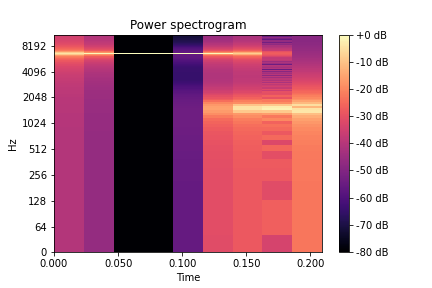 Power spectrogram
8192
4096
2048
1024
512
256
128
64
0
Hz
0.000 0.050 0.100 0.150 0.200
Time
+0 dB
-10 dB
-20 dB
-30 dB
-40 dB
-50 dB
-60 dB
-70 dB
-80 dB